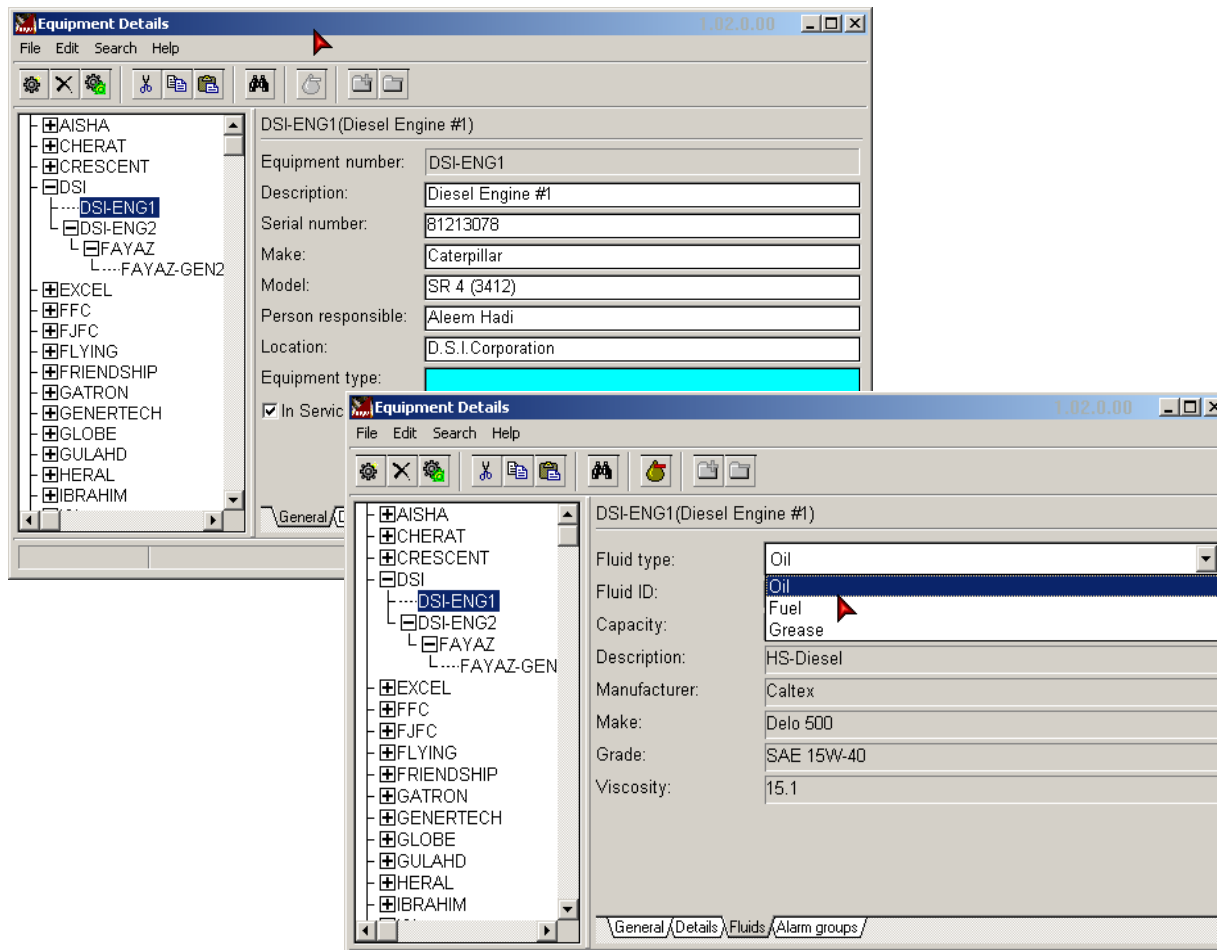 Equipment Details 1.02.0.00
File Edit Search Help
AISHA
CHERAT
CRESCENT
DSI
DSI-ENG1
DSI-ENG2
FAYAZ
FAYAZ-GEN2
EXCEL
FFC
FJFC
FLYING
FRIENDSHIP
GATRON
GENERTECH
GLOBE
GULAHD
HERAL
IBRAHIM
DSI-ENG1(Diesel Engine #1)
Equipment number: DSI-ENG1
Description: Diesel Engine #1
Serial number: 81213078
Make: Caterpillar
Model: SR 4 (3412)
Person responsible: Aleem Hadi
Location: D.S.I.Corporation
Equipment type:
In Servic
General D
Equipment Details 1.02.0.00
File Edit Search Help
AISHA
CHERAT
CRESCENT
DSI
DSI-ENG1
DSI-ENG2
FAYAZ
FAYAZ-GEN
EXCEL
FFC
FJFC
FLYING
FRIENDSHIP
GATRON
GENERTECH
GLOBE
GULAHD
HERAL
IBRAHIM
DSI-ENG1(Diesel Engine #1)
Fluid type: Oil
Oil
Fluid ID:
Fuel
Capacity:
Grease
Description: HS-Diesel
Manufacturer: Caltex
Make: Delo 500
Grade: SAE 15W-40
Viscosity: 15.1
General Details Fluids Alarm groups